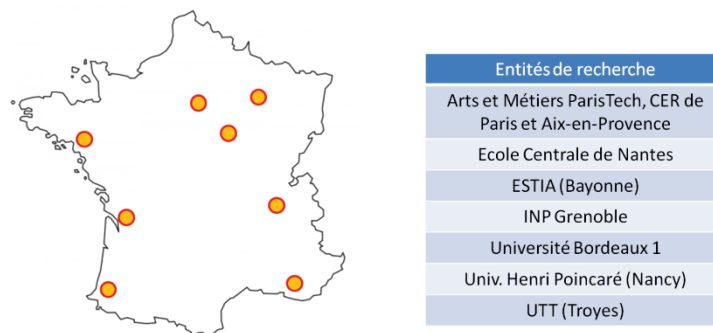 Entités de recherche
Arts et Métiers ParisTech, CER de
Paris et Aix-en-Provence
Ecole Centrale de Nantes
ESTIA (Bayonne)
INP Grenoble
Université Bordeaux 1
Univ. Henri Poincaré (Nancy)
UTT (Troyes)